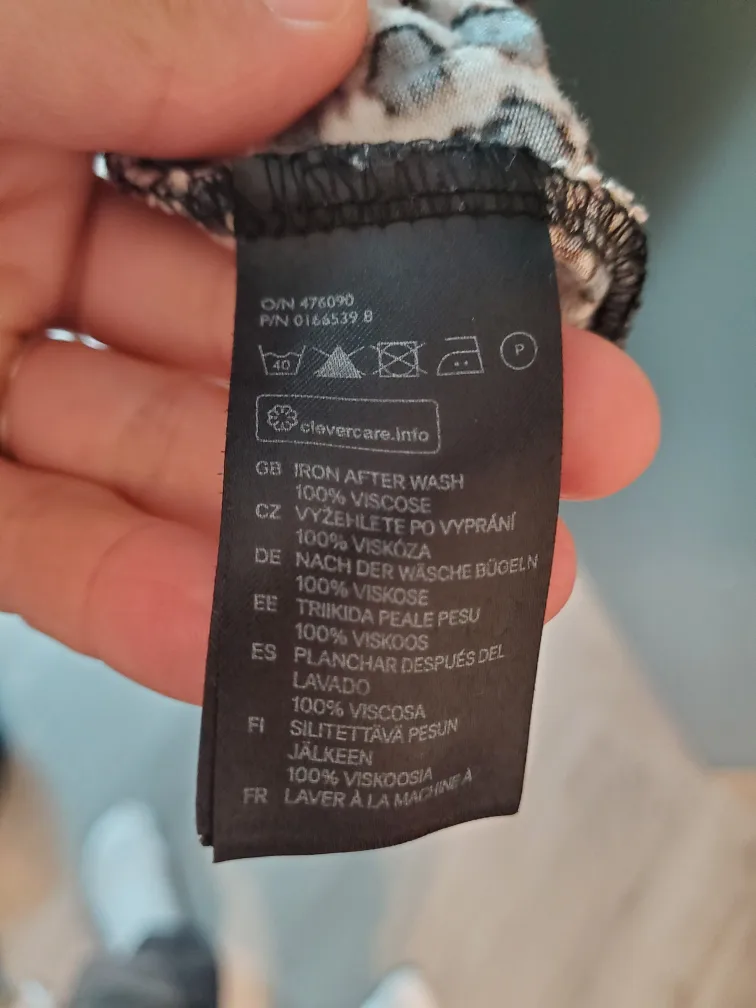 O/N 476090
P/N 0166539 8
40 P
clevercare.info
GB IRON AFTER WASH
100% VISCOSE
CZ VYŽEHLETE PO VYPRÁNÍ
100% VISKÓZA
DE NACH DER WÄSCHE BÜGELN
100% VISKOSE
EE TRIIKIDA PEALE PESU
100% VISKOOS
ES PLANCHAR DESPUÉS DEL
LAVADO
100% VISCOSA
FI SILITETTÄVÄ PESUN
JÄLKEEN
100% VISKOOSIA
FR LAVER À LA MACHINE À